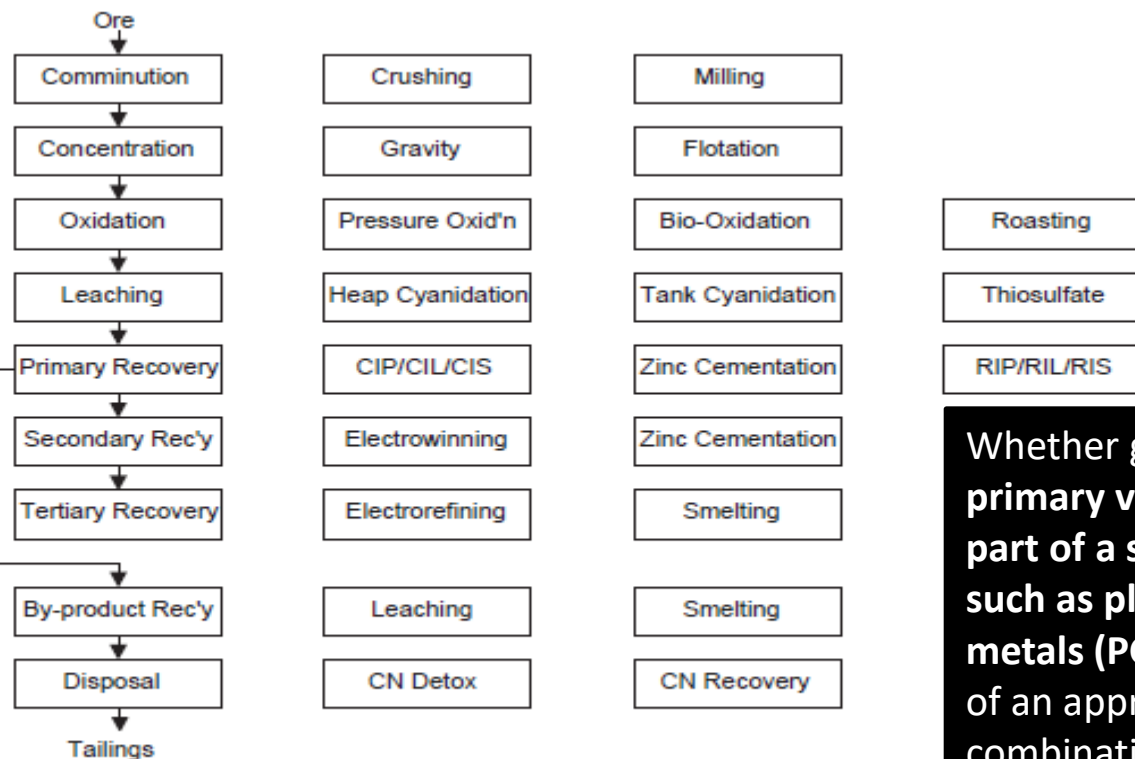 Ore
Comminution Crushing Milling
Concentration Gravity Flotation
Oxidation Pressure Oxid'n Bio-Oxidation Roasting
Leaching Heap Cyanidation Tank Cyanidation Thiosulfate
Primary Recovery CIP/CIL/CIS Zinc Cementation RIP/RIL/RIS
Secondary Rec'y Electrowinning Zinc Cementation
Tertiary Recovery Electrorefining Smelting
By-product Rec'y Leaching Smelting
Disposal CN Detox CN Recovery
Tailings
Whether
primary
part of a
such as
metals
of an